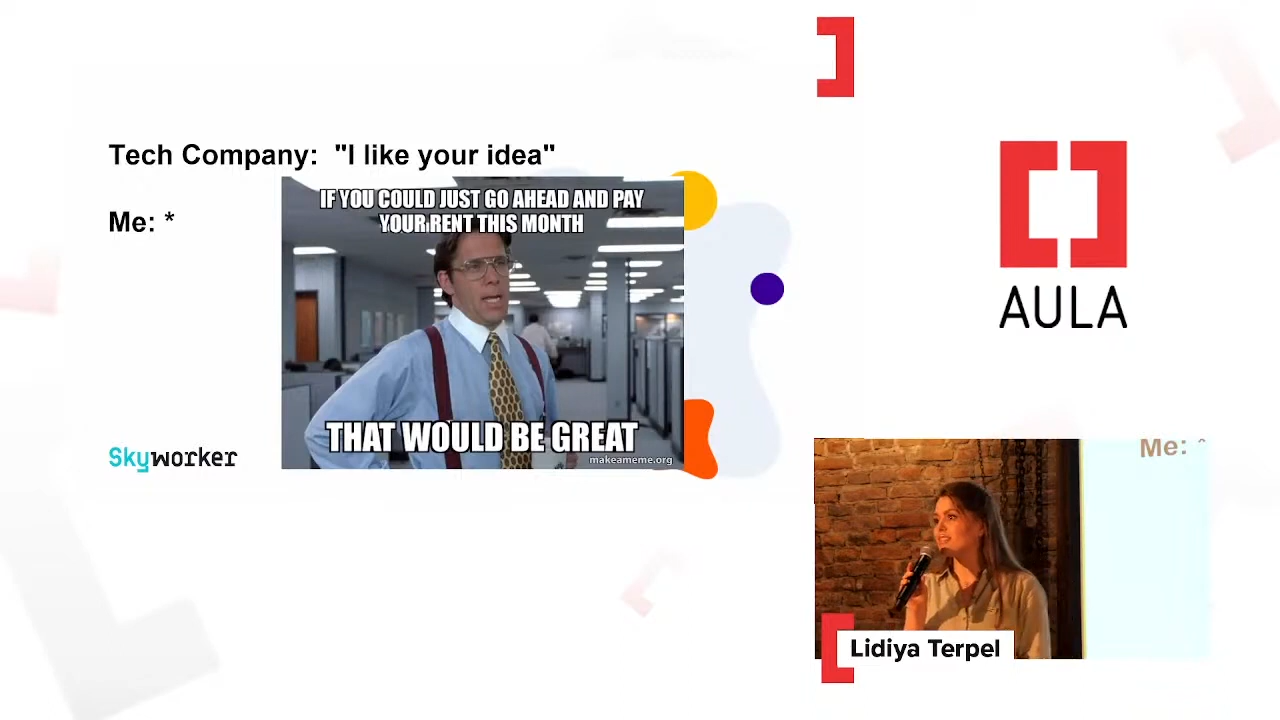 Tech Company:  "I like your idea"
Me: *
IF YOU COULD JUST GO AHEAD AND PAY
YOUR RENT THIS MONTH
THAT WOULD BE GREAT
makeameme.org
Skyworker
AULA
Me: *
Lidiya Terpel